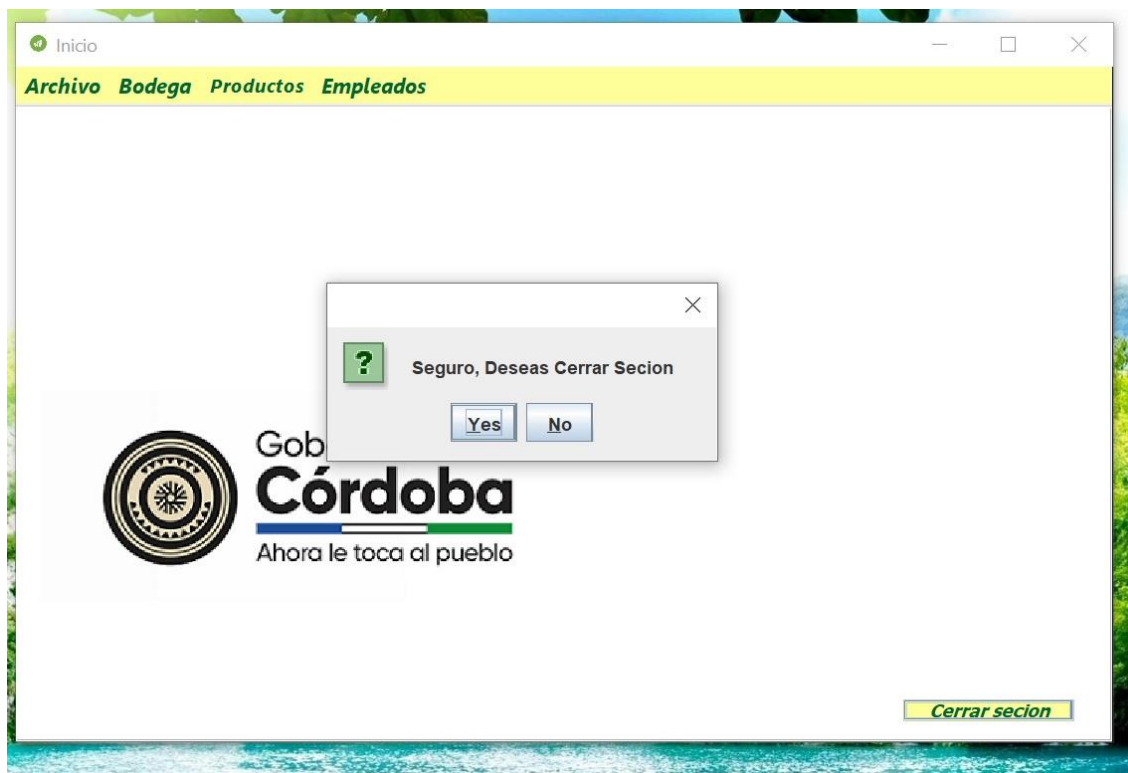 Inicio
Archivo Bodega Productos Empleados
Seguro, Deseas Cerrar Secion
Yes No
Córdoba
Ahora le toca al pueblo
Cerrar secion